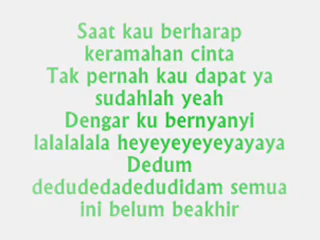 Saat kau berharap
keramahan cinta
Tak pernah kau dapat ya
sudahlah yeah
Dengar ku bernyanyi
lalalalala heyeyeyeyeyayaya
Dedum
dedudedadedudidam semua
ini belum beakhir